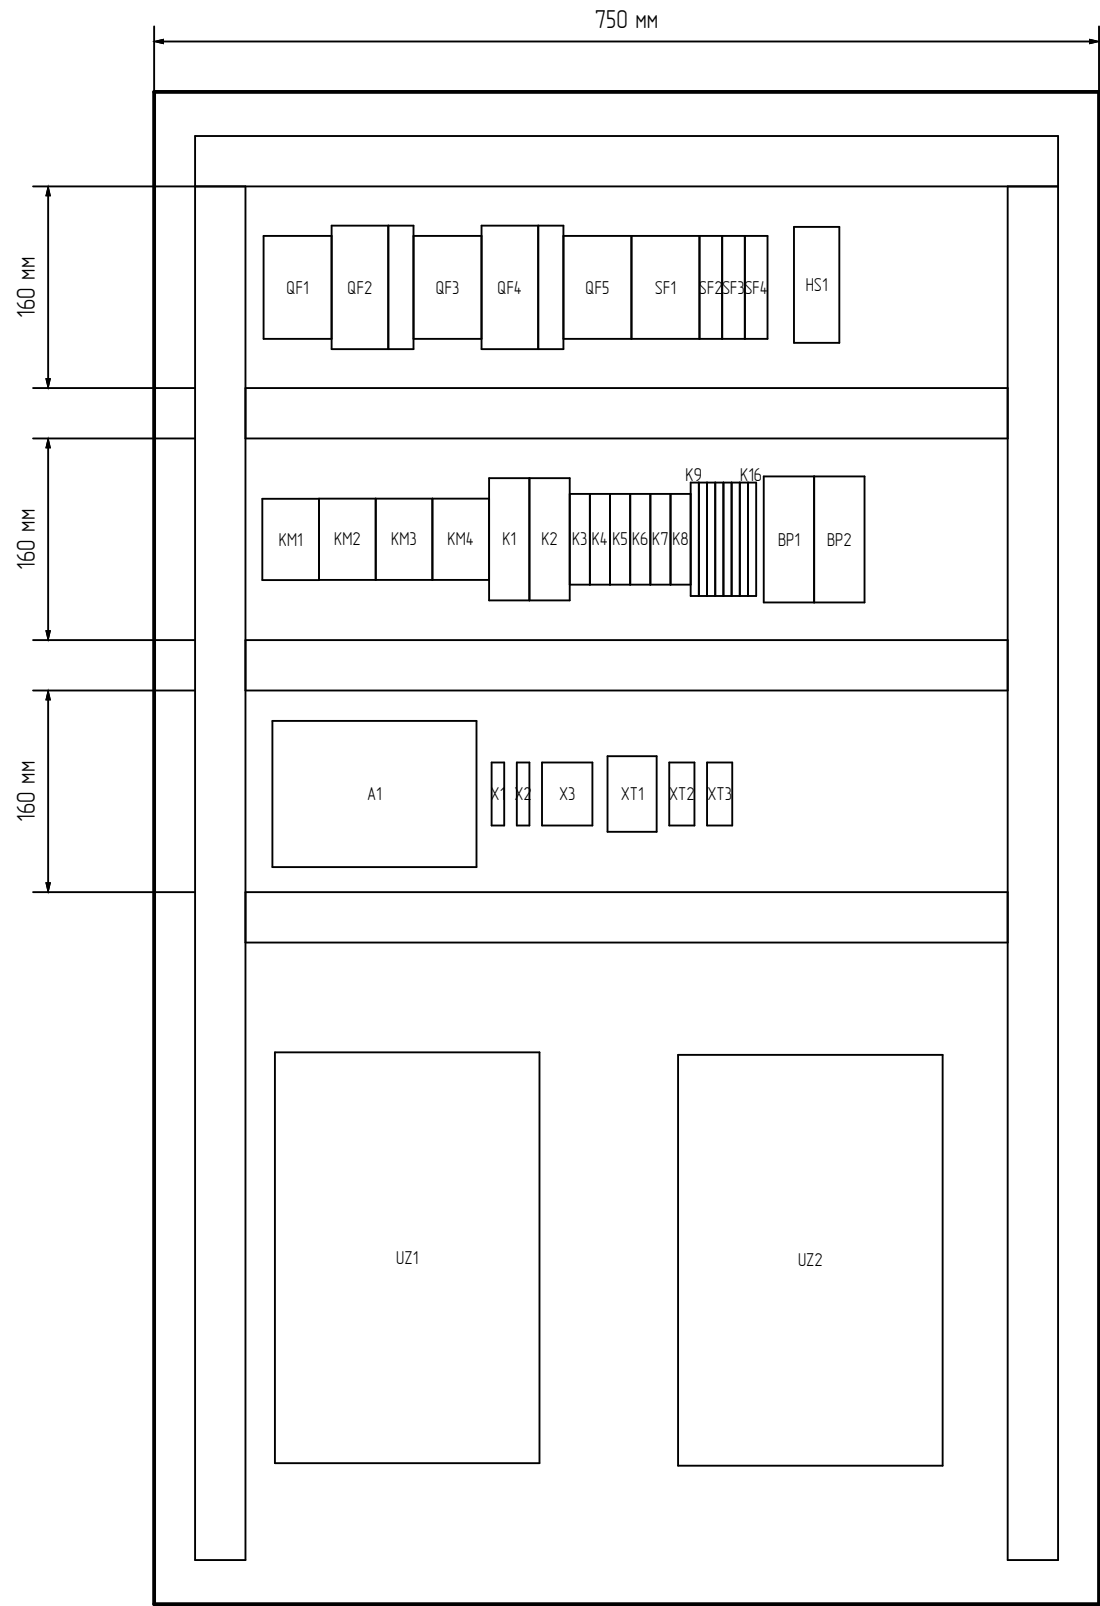 750 мм
160 мм
QF1 QF2 QF3 QF4 QF5 SF1 SF2 SF3 SF4 HS1
160 мм
K9 K16
KM1 KM2 KM3 KM4 K1 K2 K3 K4 K5 K6 K7 K8 BP1 BP2
160 мм
A1 X1 X2 X3 XT1 XT2 XT3
UZ1 UZ2